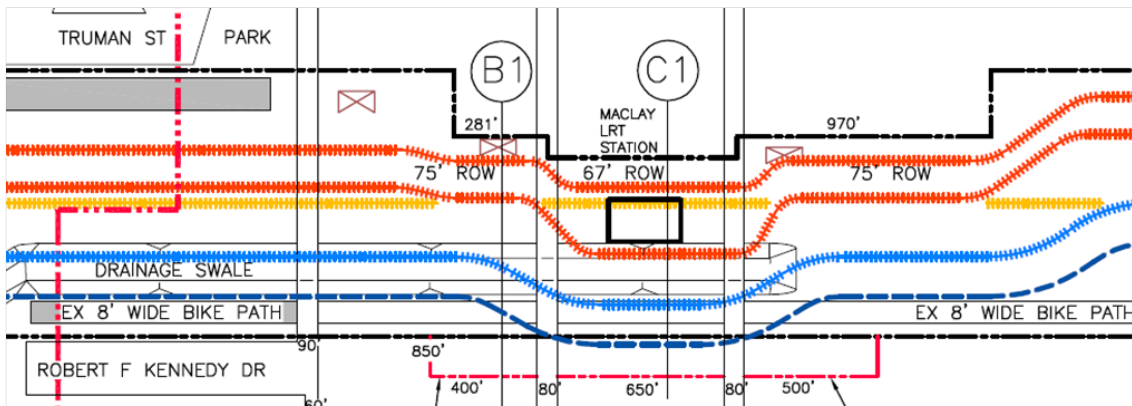 TRUMAN ST
PARK
B1
C1
281'
MACLAY
LRT
STATION
970'
75' ROW
67' ROW
75' ROW
DRAINAGE SWALE
EX 8' WIDE BIKE PATH
EX 8' WIDE BIKE PATH
90'
850'
ROBERT F KENNEDY DR
400'
80'
650'
80'
500'
60'